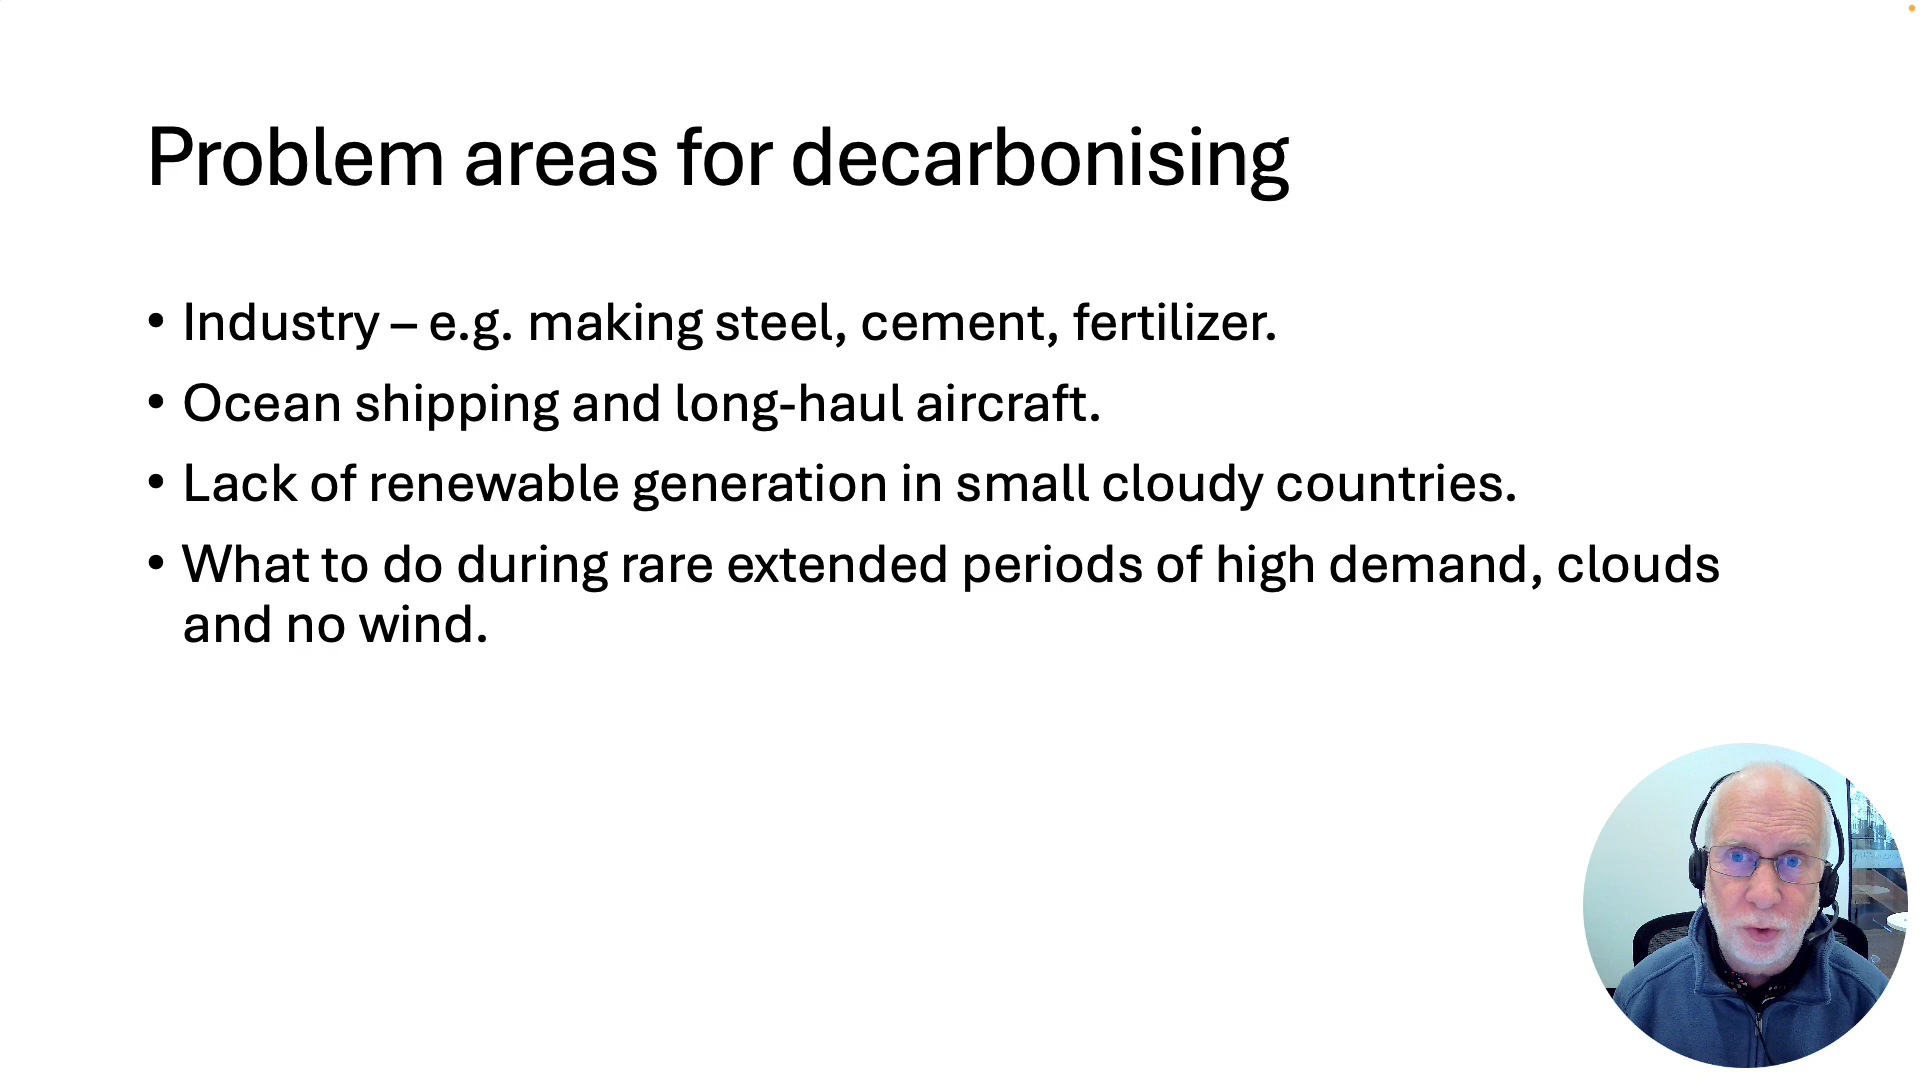 Problem areas for decarbonising
• Industry – e.g. making steel, cement, fertilizer.
• Ocean shipping and long-haul aircraft.
• Lack of renewable generation in small cloudy countries.
• What to do during rare extended periods of high demand, clouds
and no wind.